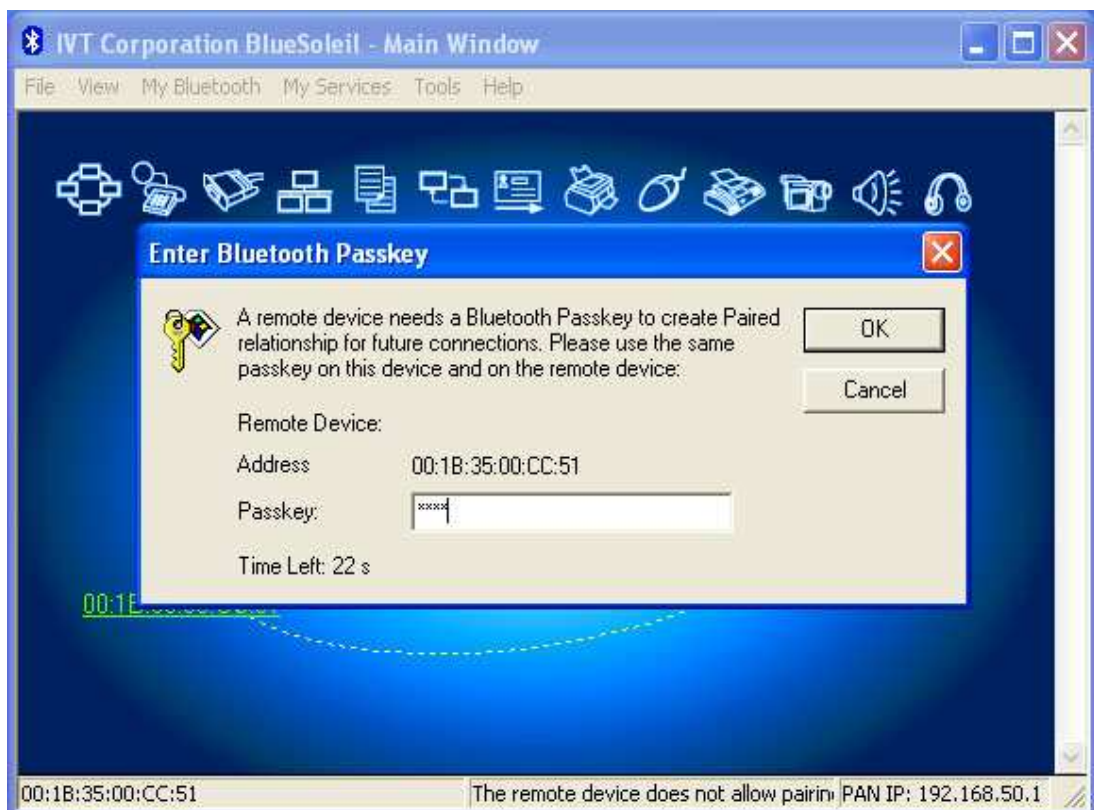 IVT Corporation BlueSoleil - Main Window
File View My Bluetooth My Services Tools Help
Enter Bluetooth Passkey
A remote device needs a Bluetooth Passkey to create Paired
relationship for future connections. Please use the same
passkey on this device and on the remote device:
OK
Cancel
Remote Device:
Address 00:1B:35:00:CC:51
Passkey: xxxx
Time Left: 22 s
00:1B
00:1B:35:00:CC:51 The remote device does not allow pairin PAN IP: 192.168.50.1